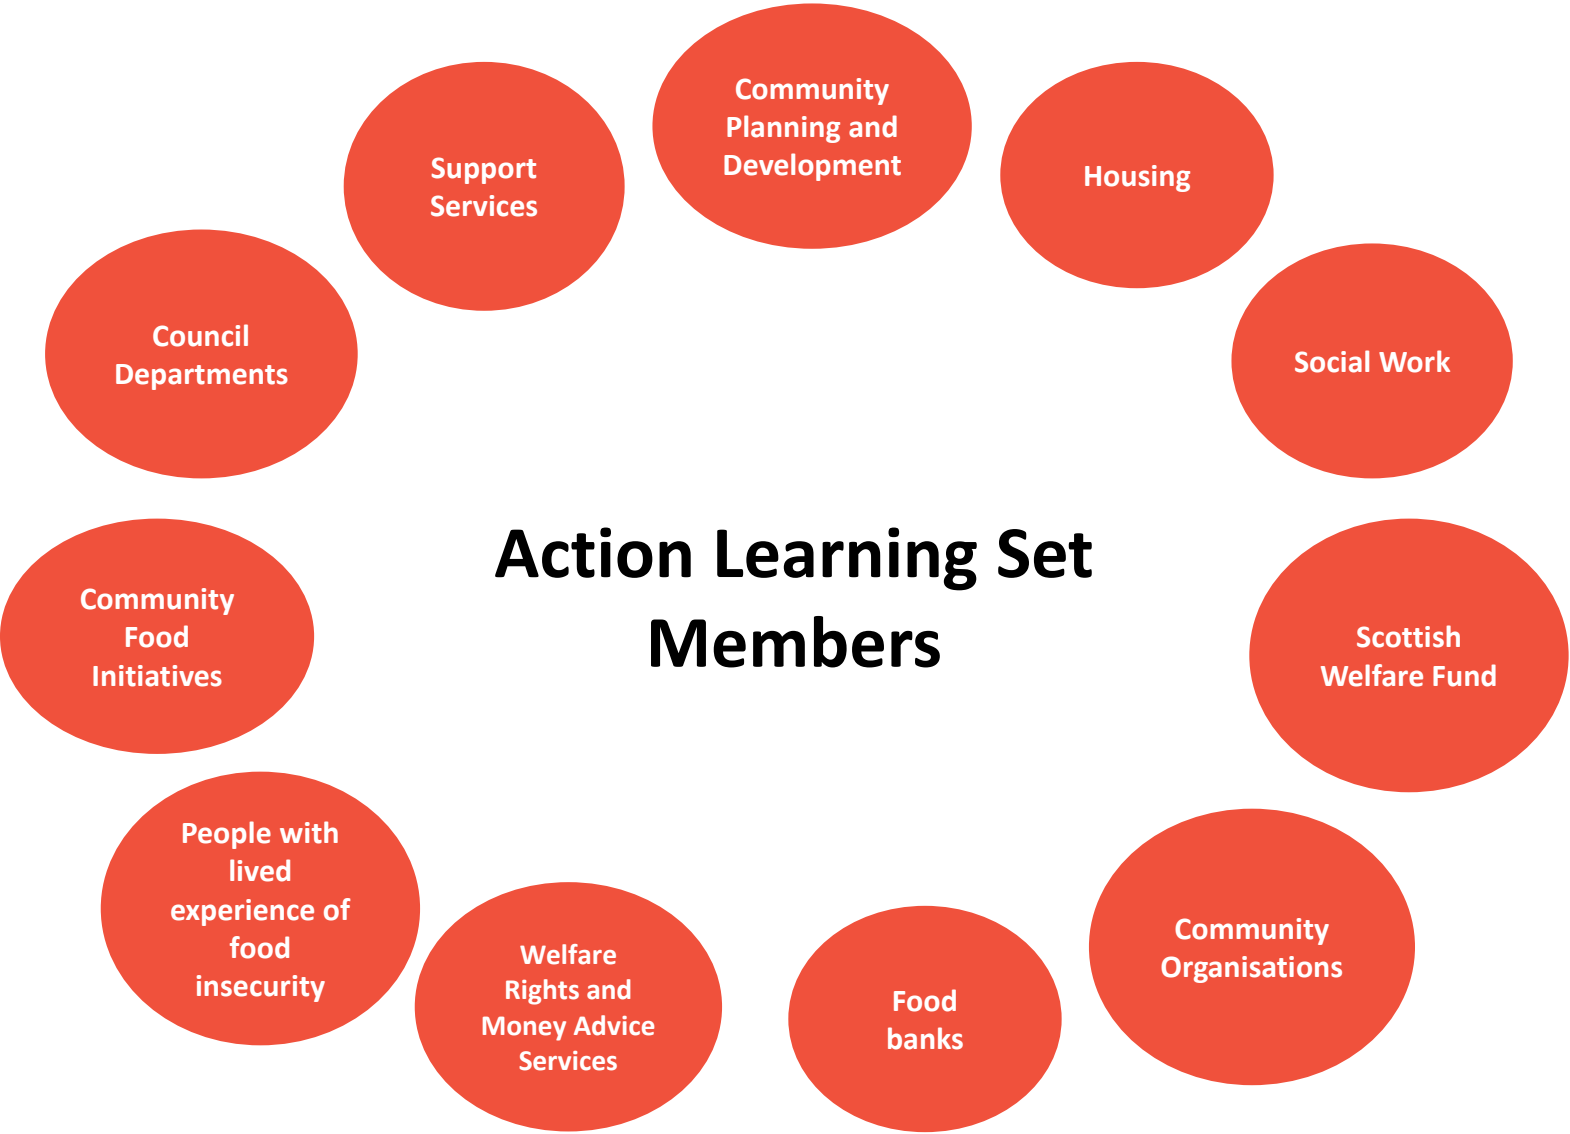 Community
Planning and
Development
Housing
Social Work
Scottish
Welfare Fund
Community
Organisations
Food
banks
Welfare
Rights and
Money Advice
Services
People with
lived
experience of
food
insecurity
Community
Food
Initiatives
Council
Departments
Support
Services
Action Learning Set
Members